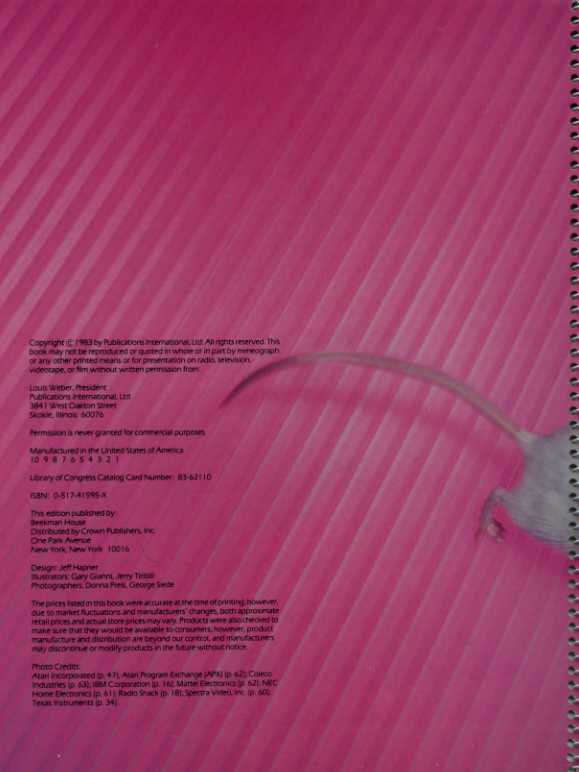 Copyright © 1983 by Publications International, Ltd. All rights reserved. This
book may not be reproduced or quoted in whole or in part by mimeograph
or any other printed means or for presentation on radio, television,
videotape, or film without written permission from:
Louis Weber, President
Publications International, Ltd.
3841 West Oakton Street
Skokie, Illinois 60076
Permission is never granted for commercial purposes.
Manufactured in the United States of America
10 9 8 7 6 5 4 3 2 1
Library of Congress Catalog Card Number: 83-62110
ISBN: 0-517-41595-X
This edition published by:
Beekman House
Distributed by Crown Publishers, Inc.
One Park Avenue
New York, New York 10016
Design: Jeff Hapner
Illustrators: Gary Gianni, Jerry Tiritilli
Photographers: Donna Preis, George Siede
The prices listed in this book were accurate at the time of printing; however,
due to market fluctuations and manufacturers' changes, both approximate
retail prices and actual store prices may vary. Products were also checked to
make sure that they would be available to consumers; however, product
manufacture and distribution are beyond our control, and manufacturers
may discontinue or modify products in the future without notice.
Photo Credits:
Atari Incorporated (p. 47); Atari Program Exchange (APX) (p. 62); Coleco
Industries (p. 63); IBM Corporation (p. 16); Mattel Electronics (p. 62); NEC
Home Electronics (p. 61); Radio Shack (p. 18); Spectra Video, Inc. (p. 60);
Texas Instruments (p. 34).